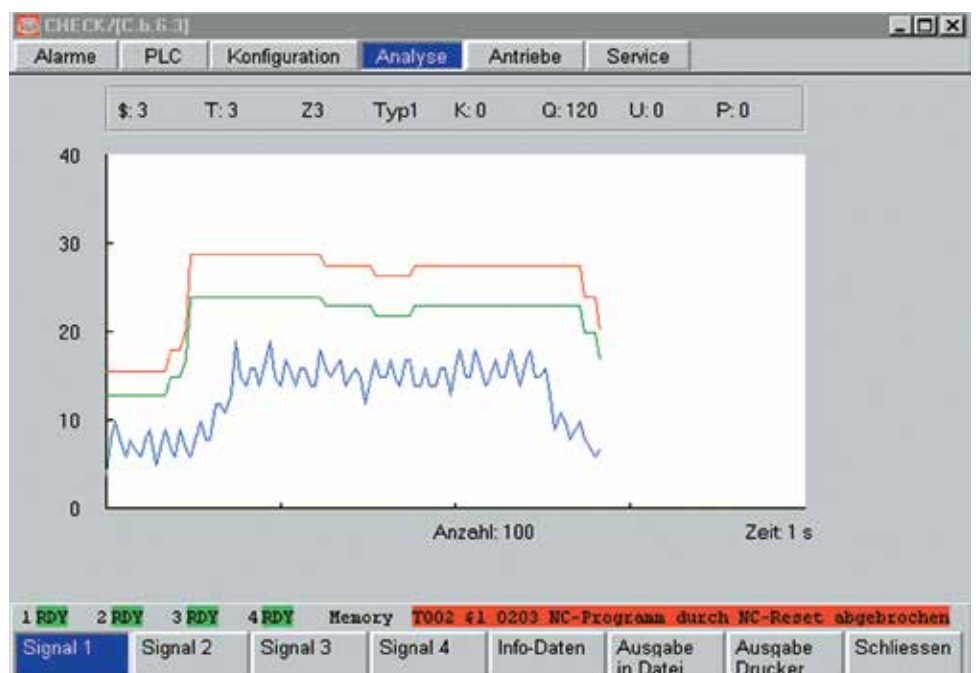 CHECK/[C.b.6.3]
Alarme PLC Konfiguration Analyse Antriebe Service
$: 3 T: 3 Z3 Typ1 K: 0 Q: 120 U: 0 P: 0
40
30
20
10
0
Anzahl: 100 Zeit: 1 s
1 RDY 2 RDY 3 RDY 4 RDY Memory T002 $1 0203 NC-Programm durch NC-Reset abgebrochen
Signal 1 Signal 2 Signal 3 Signal 4 Info-Daten Ausgabe in Datei Ausgabe Drucker Schliessen